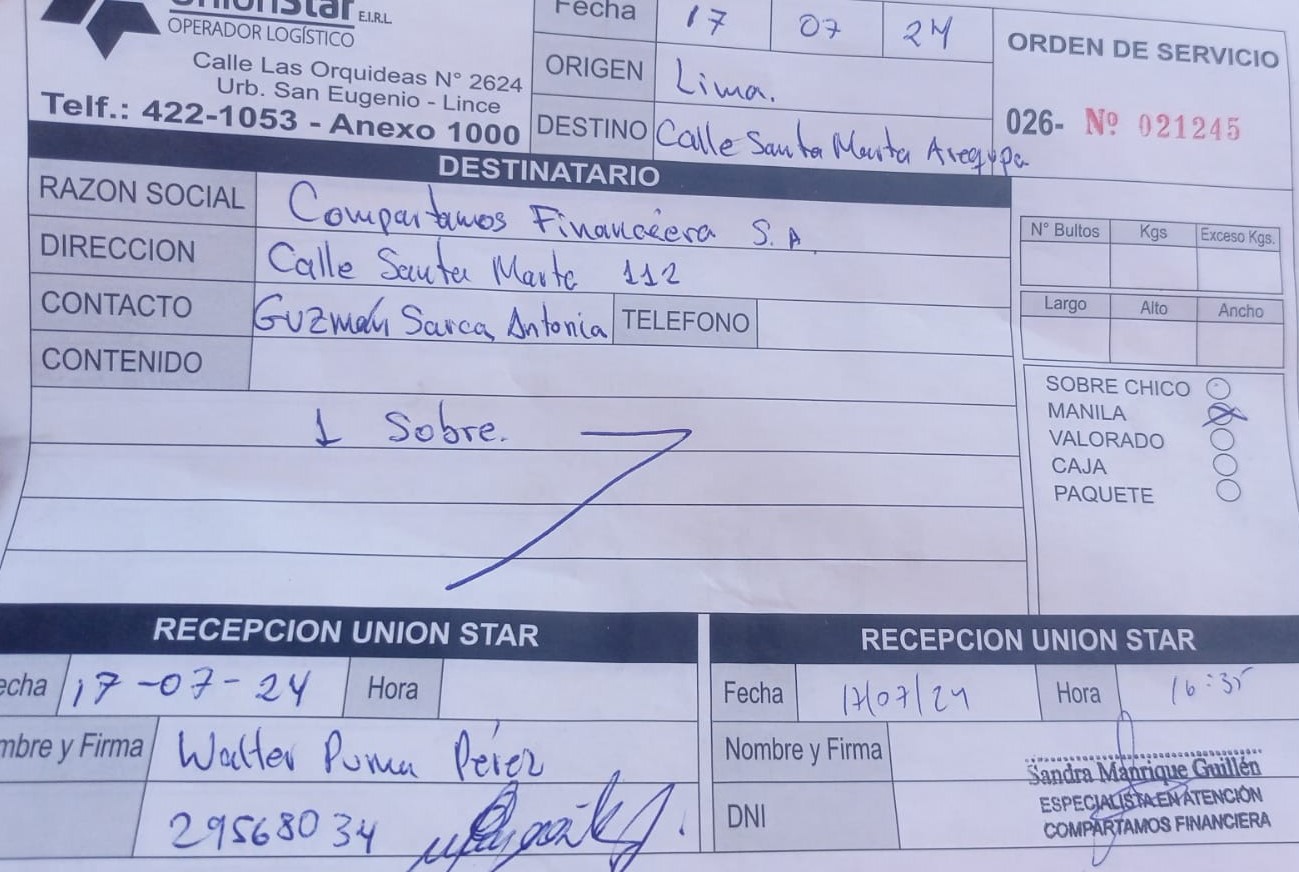 UnionStar E.I.R.L
OPERADOR LOGÍSTICO
Calle Las Orquideas N° 2624
Urb. San Eugenio - Lince
Telf.: 422-1053 - Anexo 1000
Fecha 17 07 24
ORIGEN Lima.
DESTINO Calle Santa Marta Areqypa
ORDEN DE SERVICIO
026- Nº 021245
DESTINATARIO
RAZON SOCIAL Compartamos Financiera S.A.
DIRECCION Calle Santa Marta 112
CONTACTO Guzmán Sarca, Antonia TELEFONO
CONTENIDO
1 Sobre.
N° Bultos Kgs Exceso Kgs.
Largo Alto Ancho
SOBRE CHICO
MANILA
VALORADO
CAJA
PAQUETE
RECEPCION UNION STAR
echa 17-07-24 Hora
mbre y Firma Walter Puma Pérez
29568034
RECEPCION UNION STAR
Fecha 17/07/24 Hora 16:35
Nombre y Firma
DNI
Sandra Manrique Guillén
ESPECIALISTA EN ATENCIÓN
COMPARTAMOS FINANCIERA